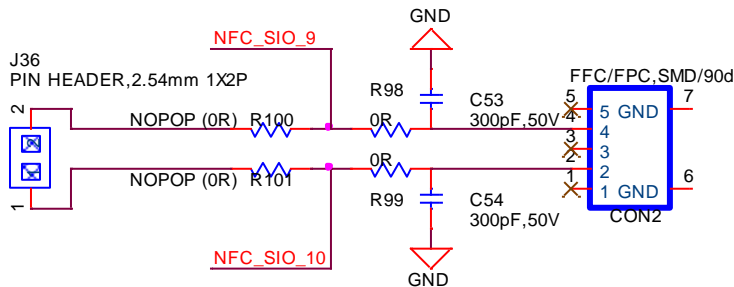 GND
NFC_SIO_9
J36
PIN HEADER,2.54mm 1X2P
FFC/FPC,SMD/90d
R98
C53
300pF,50V
2
NOPOP (0R)
R100
0R
5
4
3
2
1
5 GND
4
3
2
1 GND
7
6
CON2
1
NOPOP (0R)
R101
0R
R99
C54
300pF,50V
NFC_SIO_10
GND